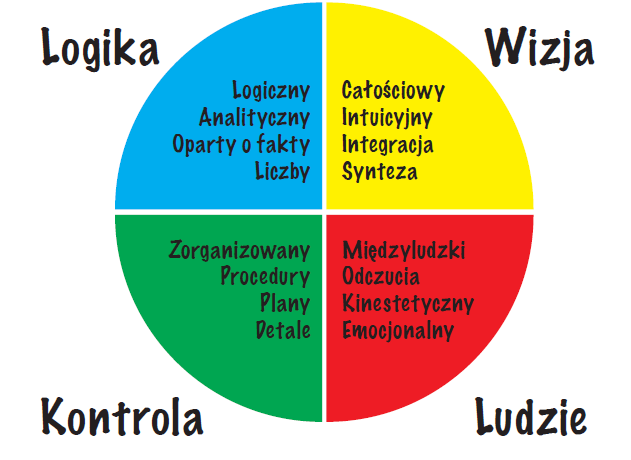 Logika
Wizja
Logiczny
Analityczny
Oparty o fakty
Liczby
Całościowy
Intuicyjny
Integracja
Synteza
Zorganizowany
Procedury
Plany
Detale
Międzyludzki
Odczucia
Kinestetyczny
Emocjonalny
Kontrola
Ludzie